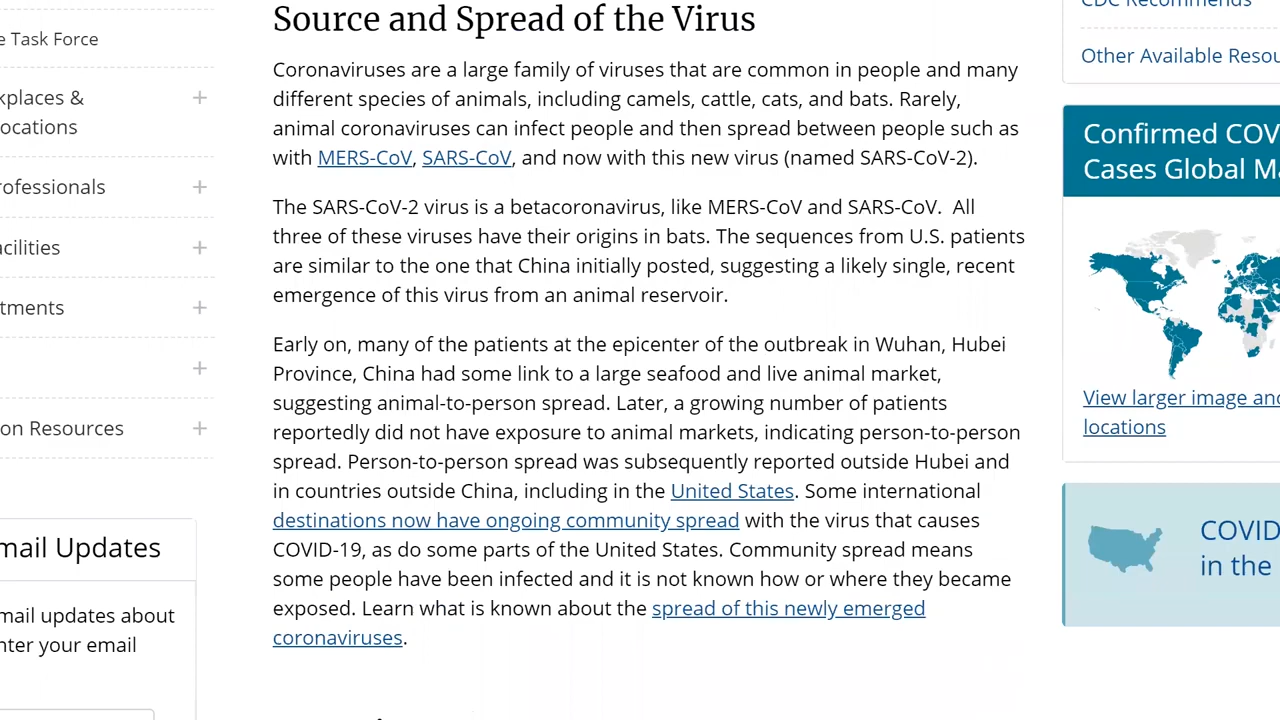 Source and Spread of the Virus
Coronaviruses are a large family of viruses that are common in people and many
different species of animals, including camels, cattle, cats, and bats. Rarely,
animal coronaviruses can infect people and then spread between people such as
with MERS-CoV, SARS-CoV, and now with this new virus (named SARS-CoV-2).
The SARS-CoV-2 virus is a betacoronavirus, like MERS-CoV and SARS-CoV. All
three of these viruses have their origins in bats. The sequences from U.S. patients
are similar to the one that China initially posted, suggesting a likely single, recent
emergence of this virus from an animal reservoir.
Early on, many of the patients at the epicenter of the outbreak in Wuhan, Hubei
Province, China had some link to a large seafood and live animal market,
suggesting animal-to-person spread. Later, a growing number of patients
reportedly did not have exposure to animal markets, indicating person-to-person
spread. Person-to-person spread was subsequently reported outside Hubei and
in countries outside China, including in the United States. Some international
destinations now have ongoing community spread with the virus that causes
COVID-19, as do some parts of the United States. Community spread means
some people have been infected and it is not known how or where they became
exposed. Learn what is known about the spread of this newly emerged
coronaviruses.
e Task Force
kplaces &
ocations
rofessionals
acilities
tments
on Resources
mail Updates
mail updates about
nter your email
CDC Recommends
Other Available Resou
Confirmed COV
Cases Global Ma
View larger image and
locations
COVID
in the